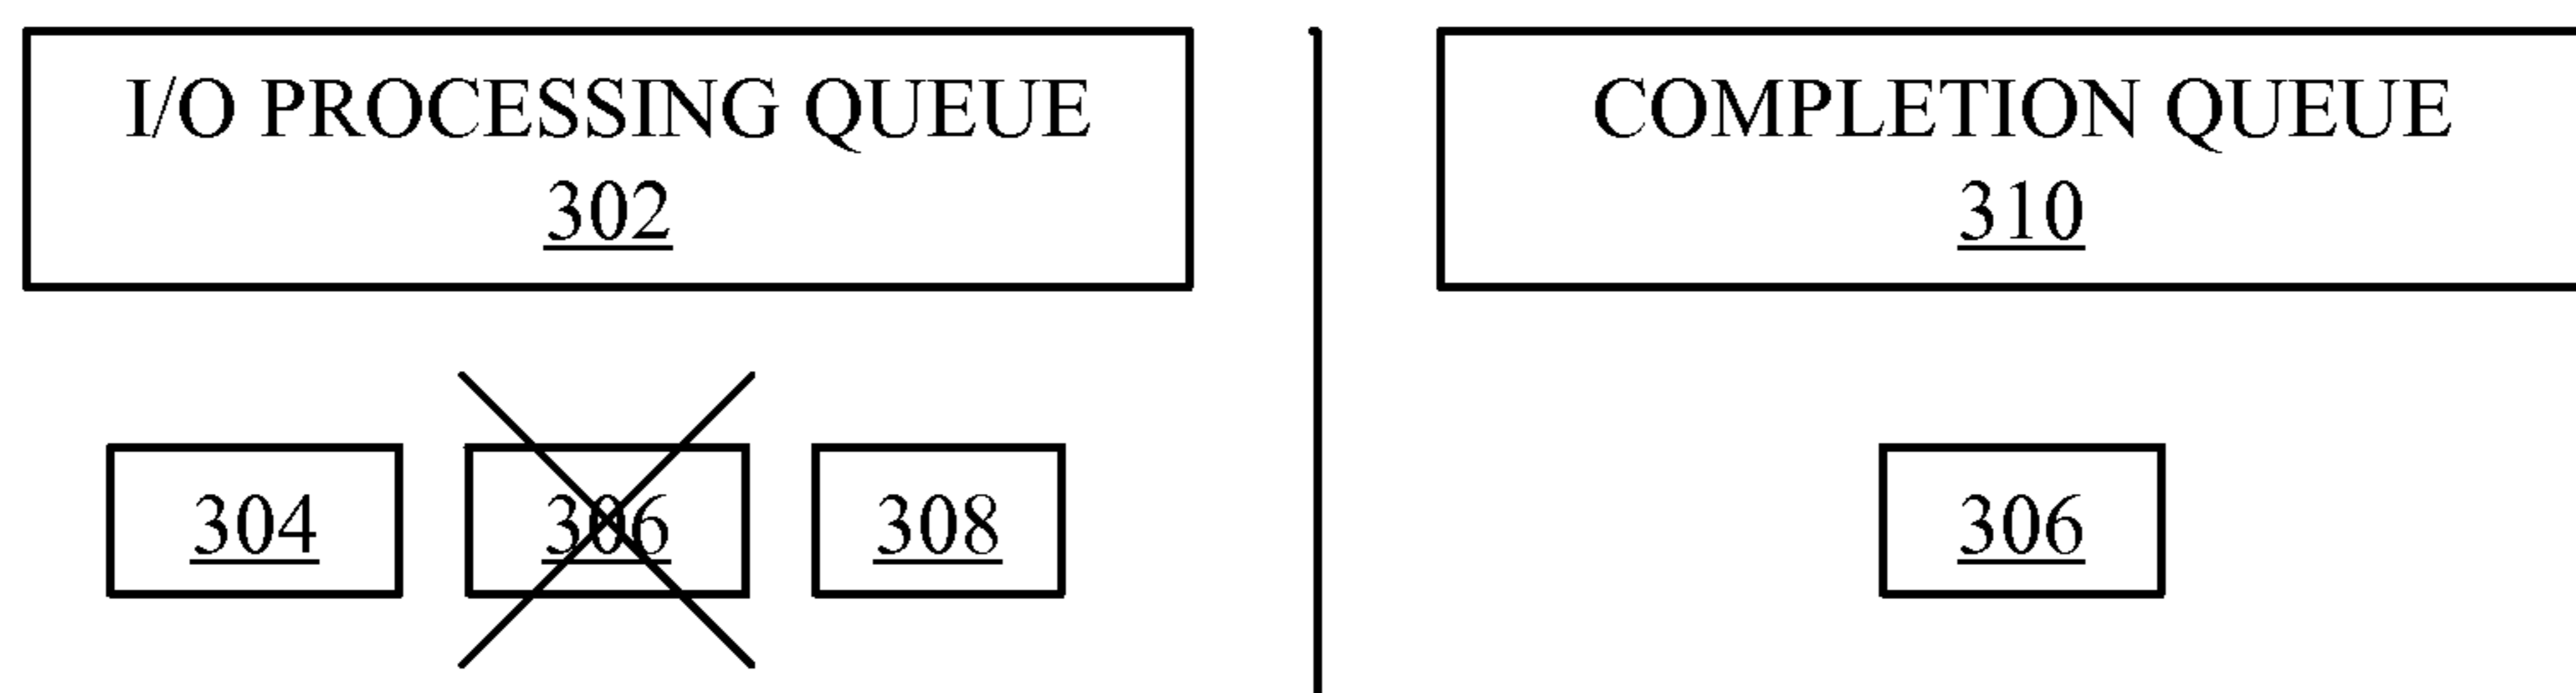 I/O PROCESSING QUEUE
302
COMPLETION QUEUE
310
304 306 308
306